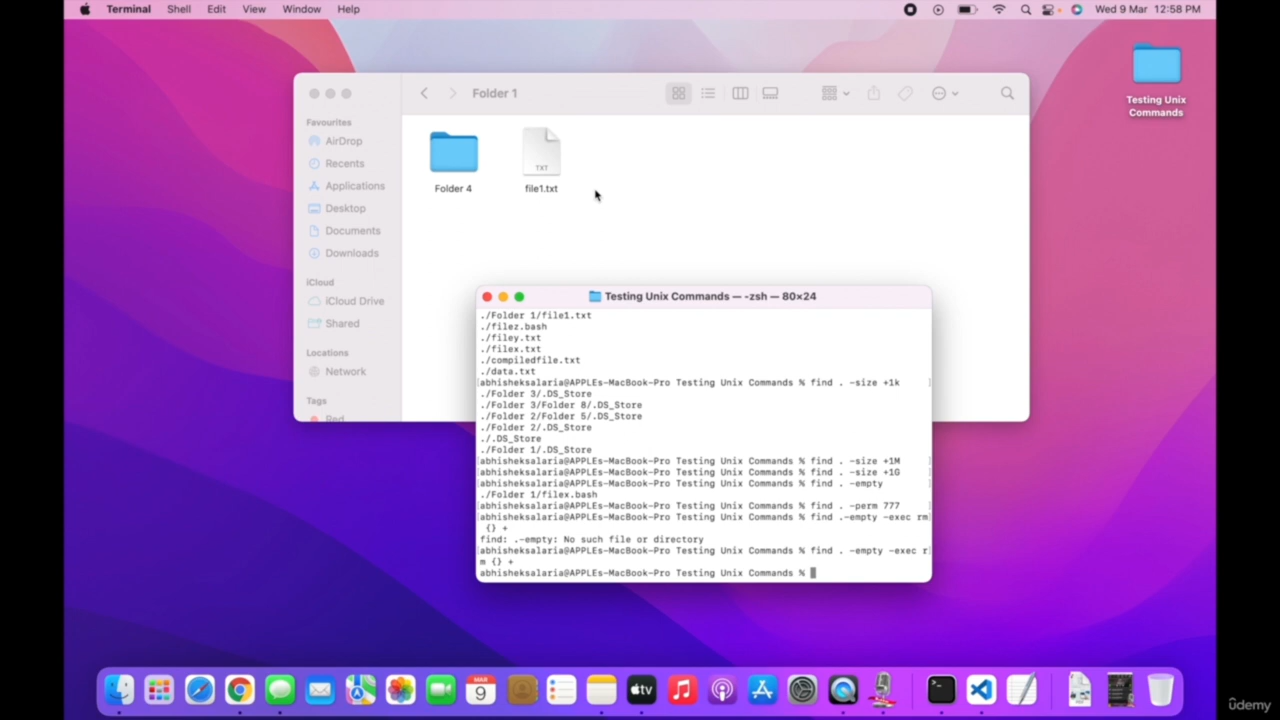 Terminal Shell Edit View Window Help
Wed 9 Mar 12:58 PM
Testing Unix
Commands
Folder 1
Favourites
AirDrop
Recents
Applications
Desktop
Documents
Downloads
iCloud
iCloud Drive
Shared
Locations
Network
Tags
Red
TXT
Folder 4
file1.txt
Testing Unix Commands — -zsh — 80×24
./Folder 1/file1.txt
./filez.bash
./filey.txt
./filex.txt
./compiledfile.txt
./data.txt
[abhisheksalaria@APPLEs-MacBook-Pro Testing Unix Commands % find . -size +1k ]
./Folder 3/.DS_Store
./Folder 3/Folder 8/.DS_Store
./Folder 2/Folder 5/.DS_Store
./Folder 2/.DS_Store
./.DS_Store
./Folder 1/.DS_Store
[abhisheksalaria@APPLEs-MacBook-Pro Testing Unix Commands % find . -size +1M ]
[abhisheksalaria@APPLEs-MacBook-Pro Testing Unix Commands % find . -size +1G ]
[abhisheksalaria@APPLEs-MacBook-Pro Testing Unix Commands % find . -empty ]
./Folder 1/filex.bash
[abhisheksalaria@APPLEs-MacBook-Pro Testing Unix Commands % find . -perm 777 ]
[abhisheksalaria@APPLEs-MacBook-Pro Testing Unix Commands % find .-empty -exec rm]
{} +
find: .-empty: No such file or directory
[abhisheksalaria@APPLEs-MacBook-Pro Testing Unix Commands % find . -empty -exec r]
m {} +
abhisheksalaria@APPLEs-MacBook-Pro Testing Unix Commands %
MAR
9
tv
>_
ûdemy